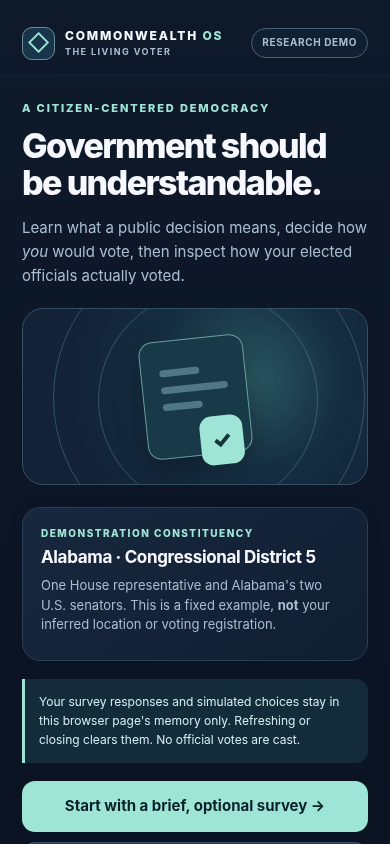 COMMONWEALTH OS
THE LIVING VOTER
RESEARCH DEMO
A CITIZEN-CENTERED DEMOCRACY
Government should
be understandable.
Learn what a public decision means, decide how
you would vote, then inspect how your elected
officials actually voted.
DEMONSTRATION CONSTITUENCY
Alabama · Congressional District 5
One House representative and Alabama's two
U.S. senators. This is a fixed example, not your
inferred location or voting registration.
Your survey responses and simulated choices stay in
this browser page's memory only. Refreshing or
closing clears them. No official votes are cast.
Start with a brief, optional survey →